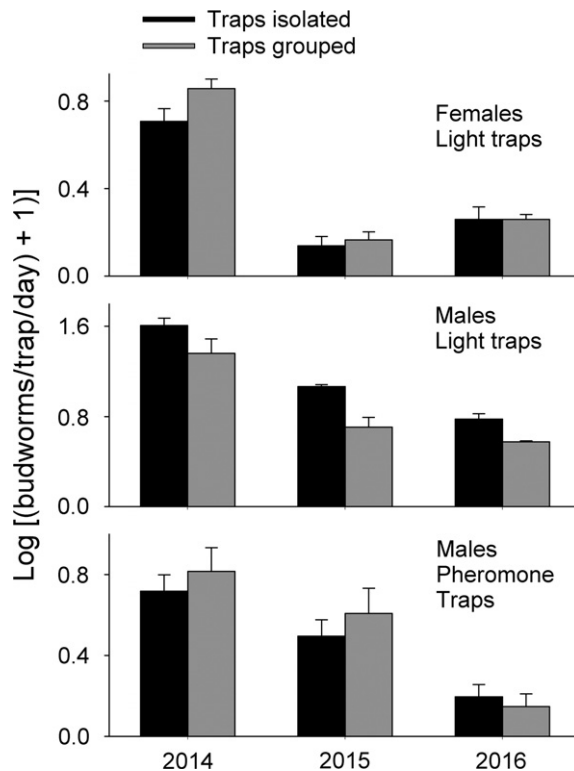 Traps isolated
Traps grouped
Log [(budworms/trap/day) + 1)]
0.8
0.4
0.0
Females
Light traps
1.6
0.8
0.0
Males
Light traps
0.8
0.4
0.0
Males
Pheromone
Traps
2014 2015 2016